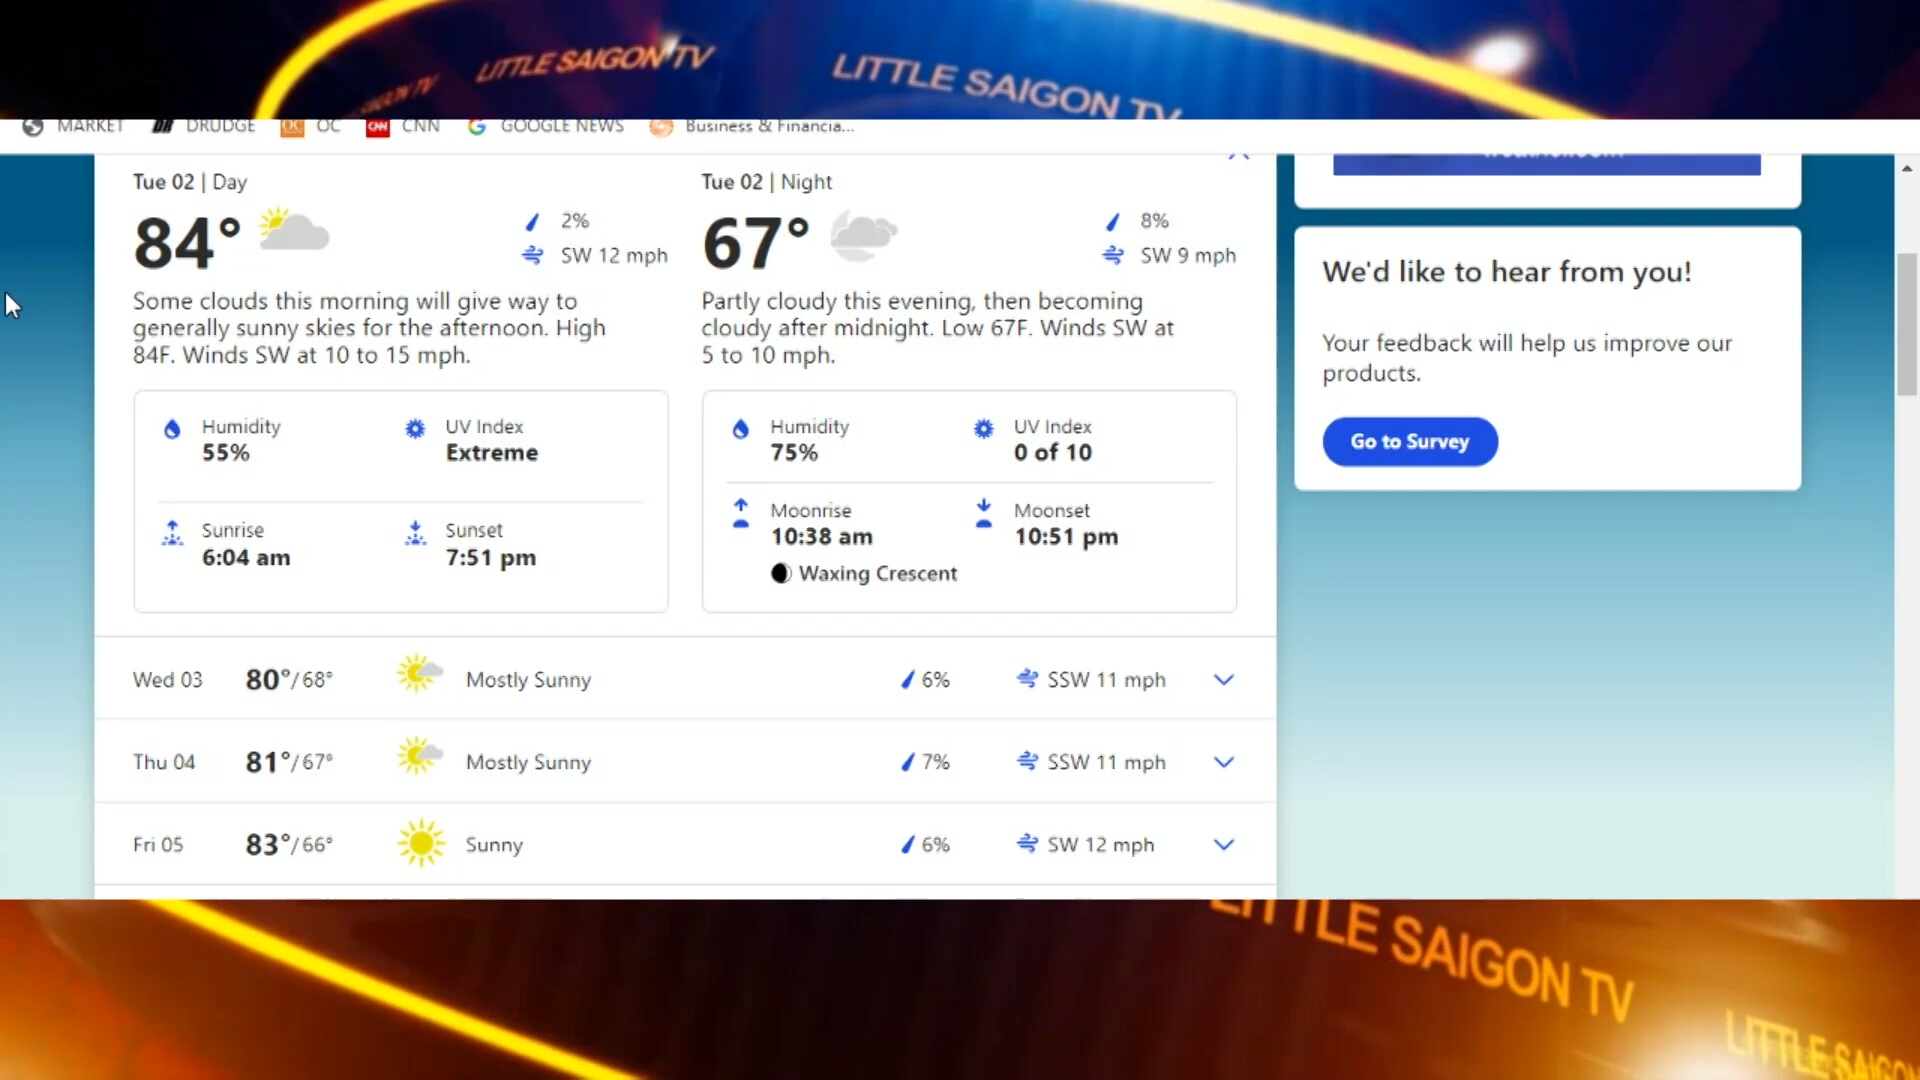 LITTLE SAIGON TV
LITTLE SAIGON TV
SAIGON TV
MARKET
DRUDGE
OC
OC
CNN
CNN
GOOGLE NEWS
Business & Financia...
Tue 02 | Day
84°
2%
SW 12 mph
Some clouds this morning will give way to
generally sunny skies for the afternoon. High
84F. Winds SW at 10 to 15 mph.
Humidity
55%
UV Index
Extreme
Sunrise
6:04 am
Sunset
7:51 pm
Tue 02 | Night
67°
8%
SW 9 mph
Partly cloudy this evening, then becoming
cloudy after midnight. Low 67F. Winds SW at
5 to 10 mph.
Humidity
75%
UV Index
0 of 10
Moonrise
10:38 am
Moonset
10:51 pm
Waxing Crescent
Wed 03 80°/68° Mostly Sunny 6% SSW 11 mph
Thu 04 81°/67° Mostly Sunny 7% SSW 11 mph
Fri 05 83°/66° Sunny 6% SW 12 mph
We'd like to hear from you!
Your feedback will help us improve our
products.
Go to Survey
LITTLE SAIGON TV
LITTLE SAIGON